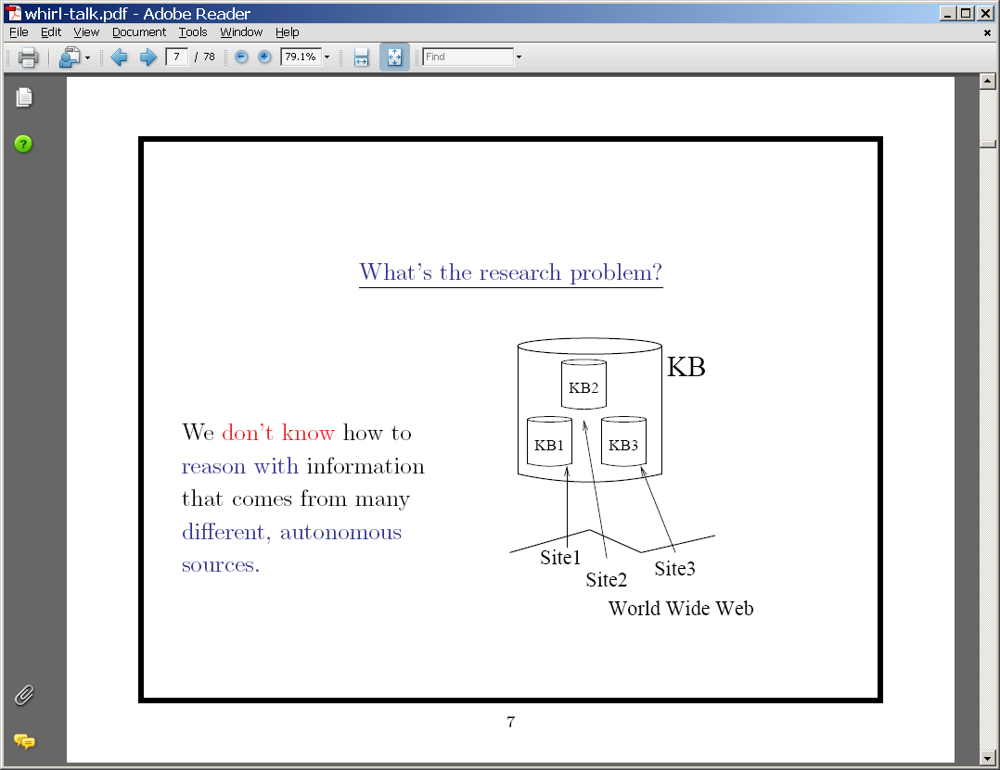 whirl-talk.pdf - Adobe Reader
File Edit View Document Tools Window Help
7 / 78 79.1% Find
What's the research problem?
KB
KB2
KB1 KB3
We don't know how to
reason with information
that comes from many
different, autonomous
sources.
Site1
Site2
Site3
World Wide Web
7